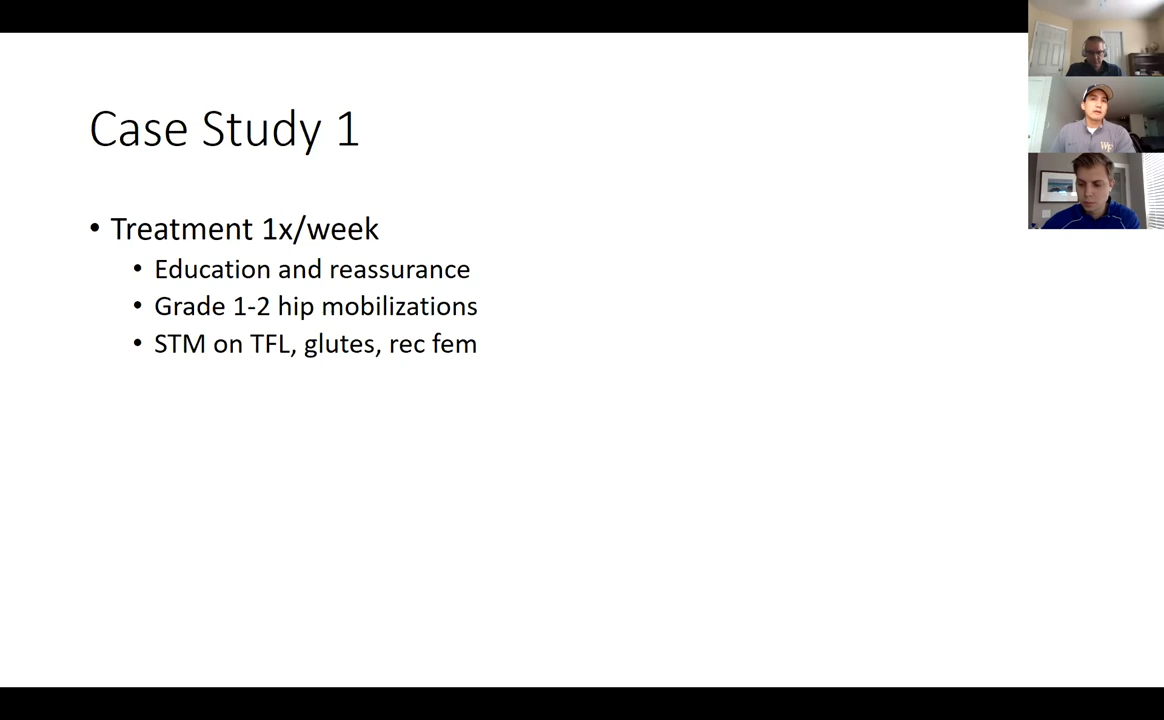 Case Study 1
• Treatment 1x/week
• Education and reassurance
• Grade 1-2 hip mobilizations
• STM on TFL, glutes, rec fem
WF